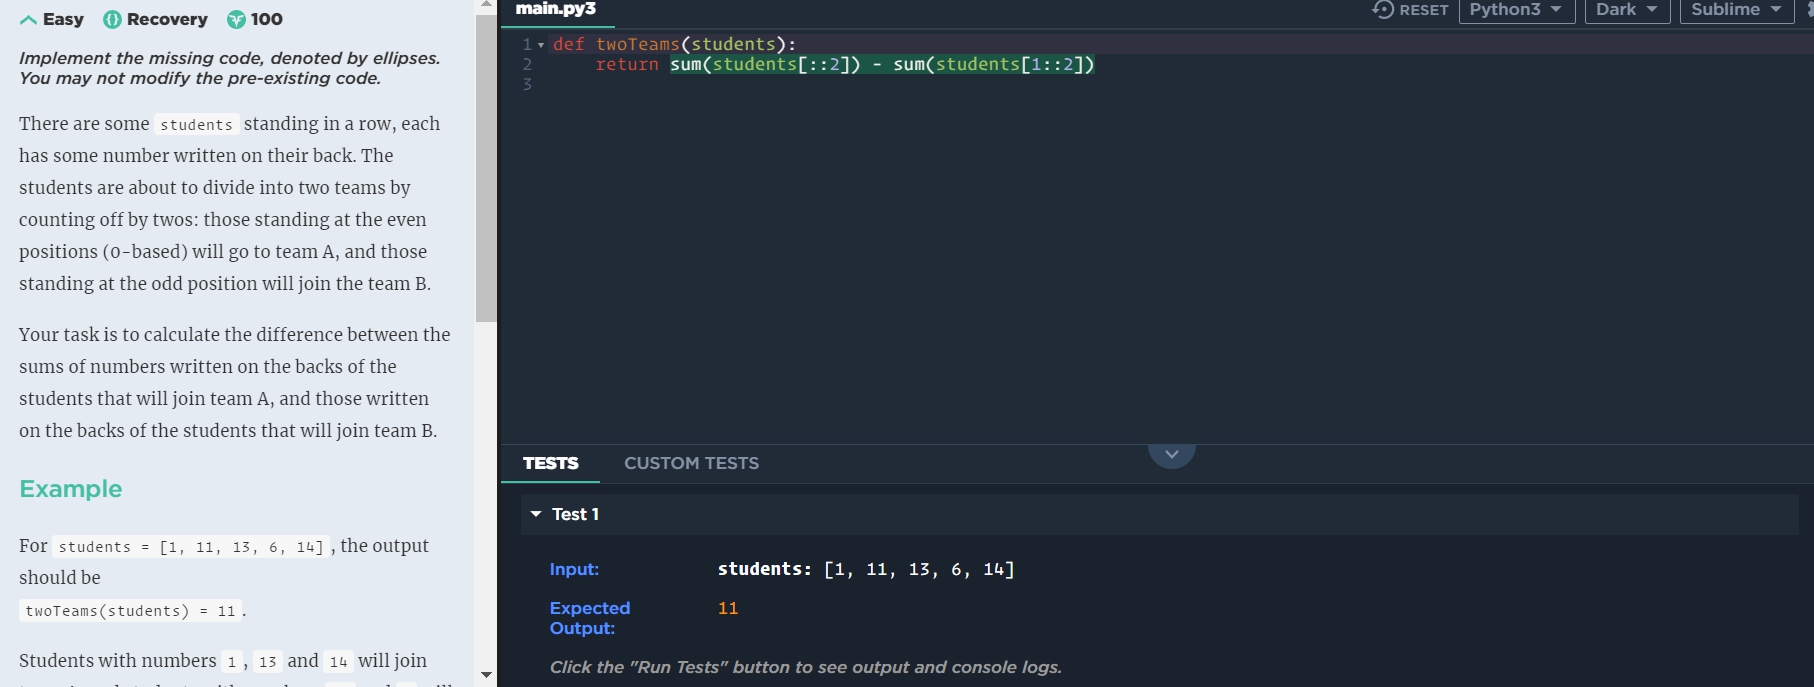 Easy Recovery 100
Implement the missing code, denoted by ellipses.
You may not modify the pre-existing code.
There are some students standing in a row, each
has some number written on their back. The
students are about to divide into two teams by
counting off by twos: those standing at the even
positions (0-based) will go to team A, and those
standing at the odd position will join the team B.
Your task is to calculate the difference between the
sums of numbers written on the backs of the
students that will join team A, and those written
on the backs of the students that will join team B.
Example
For students = [1, 11, 13, 6, 14], the output
should be
twoTeams(students) = 11.
Students with numbers 1, 13 and 14 will join
main.py3
RESET Python3 Dark Sublime
1 def twoTeams(students):
2 return sum(students[::2]) - sum(students[1::2])
3
TESTS CUSTOM TESTS
Test 1
Input: students: [1, 11, 13, 6, 14]
Expected 11
Output:
Click the "Run Tests" button to see output and console logs.